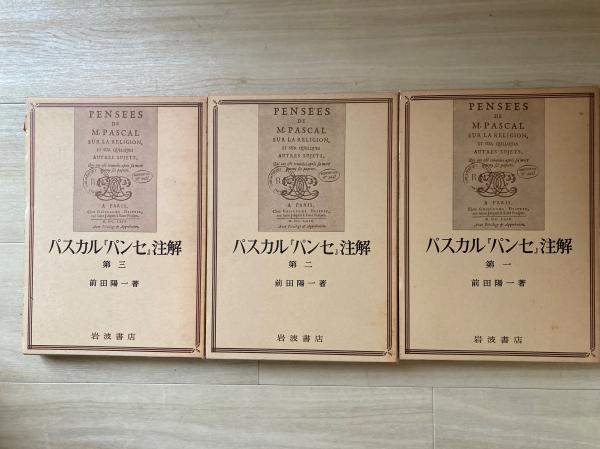 PENSEES
DE
M. PASCAL
SUR LA RELIGION,
ET SUR QUELQUES
AUTRES SUJETS,
A PARIS,
パスカル『パンセ』注解
第三
前田陽一著
岩波書店
PENSEES
DE
M. PASCAL
SUR LA RELIGION,
ET SUR QUELQUES
AUTRES SUJETS,
A PARIS,
パスカル『パンセ』注解
第二
前田陽一著
岩波書店
PENSEES
DE
M. PASCAL
SUR LA RELIGION,
ET SUR QUELQUES
AUTRES SUJETS,
A PARIS,
パスカル『パンセ』注解
第一
前田陽一著
岩波書店